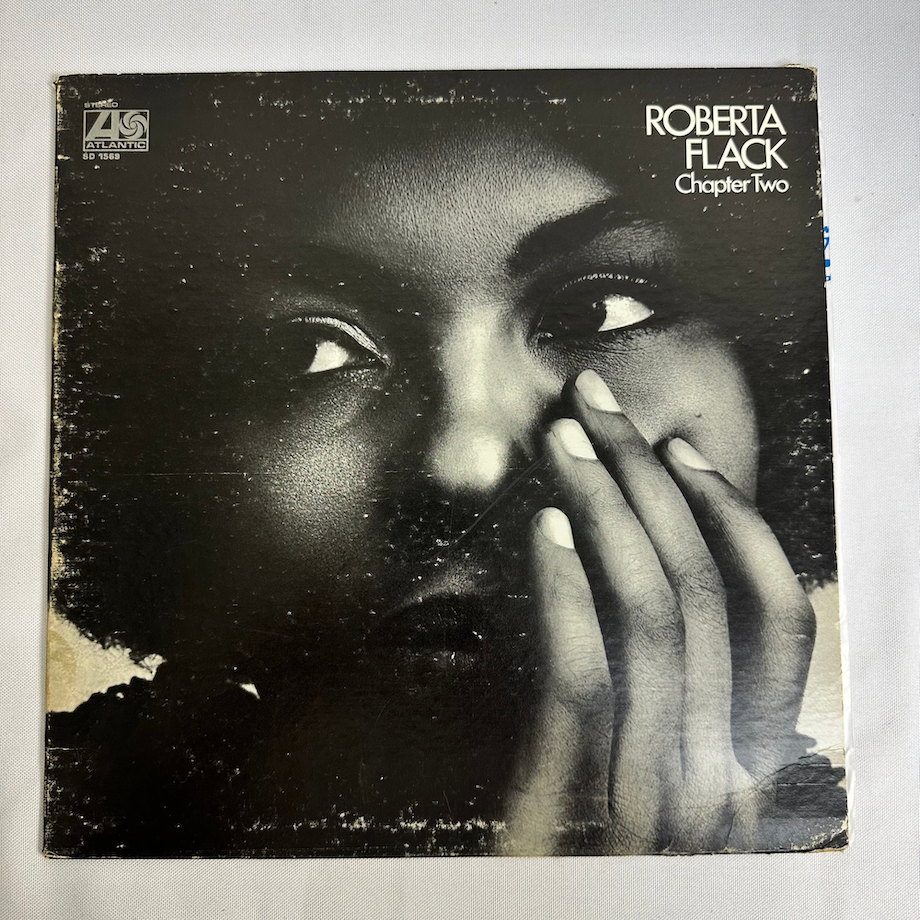 STEREO
ATLANTIC
SD 1569
ROBERTA
FLACK
Chapter Two